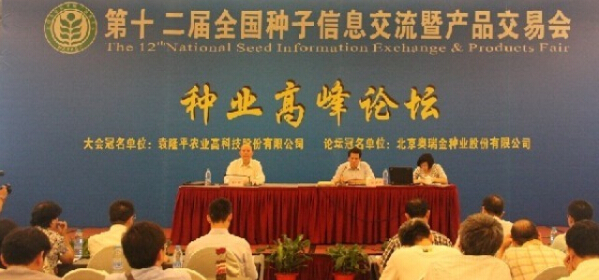 第十二届全国种子信息交流暨产品交易会
The 12th National Seed Information Exchange & Products Fair
种业高峰论坛
大会冠名单位：袁隆平农业高科技股份有限公司 论坛冠名单位：北京奥瑞金种业股份有限公司